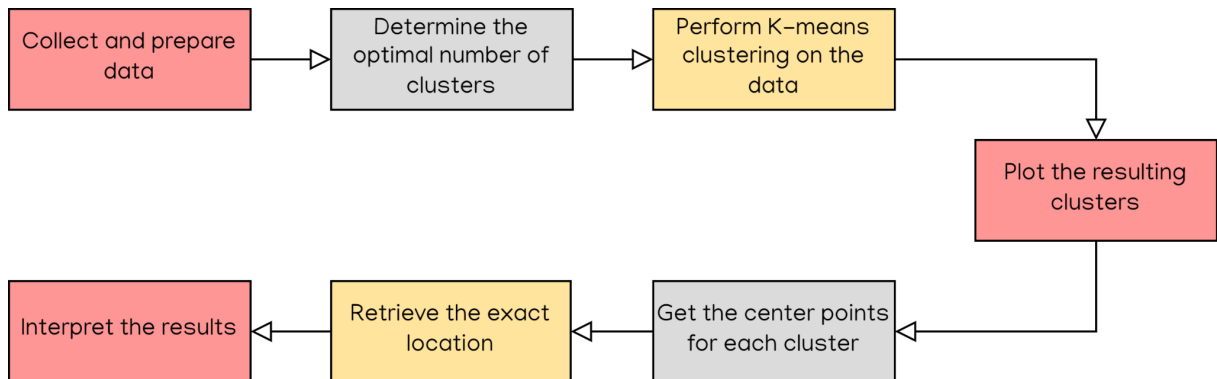 Collect and prepare
data
Determine the
optimal number of
clusters
Perform K-means
clustering on the
data
Plot the resulting
clusters
Get the center points
for each cluster
Retrieve the exact
location
Interpret the results